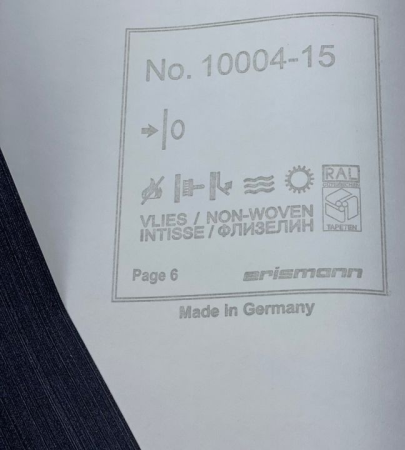 No. 10004-15
0
RAL
VLIES / NON-WOVEN
INTISSE / ФЛИЗЕЛИН
TAPETEN
Page 6
erismann
Made in Germany